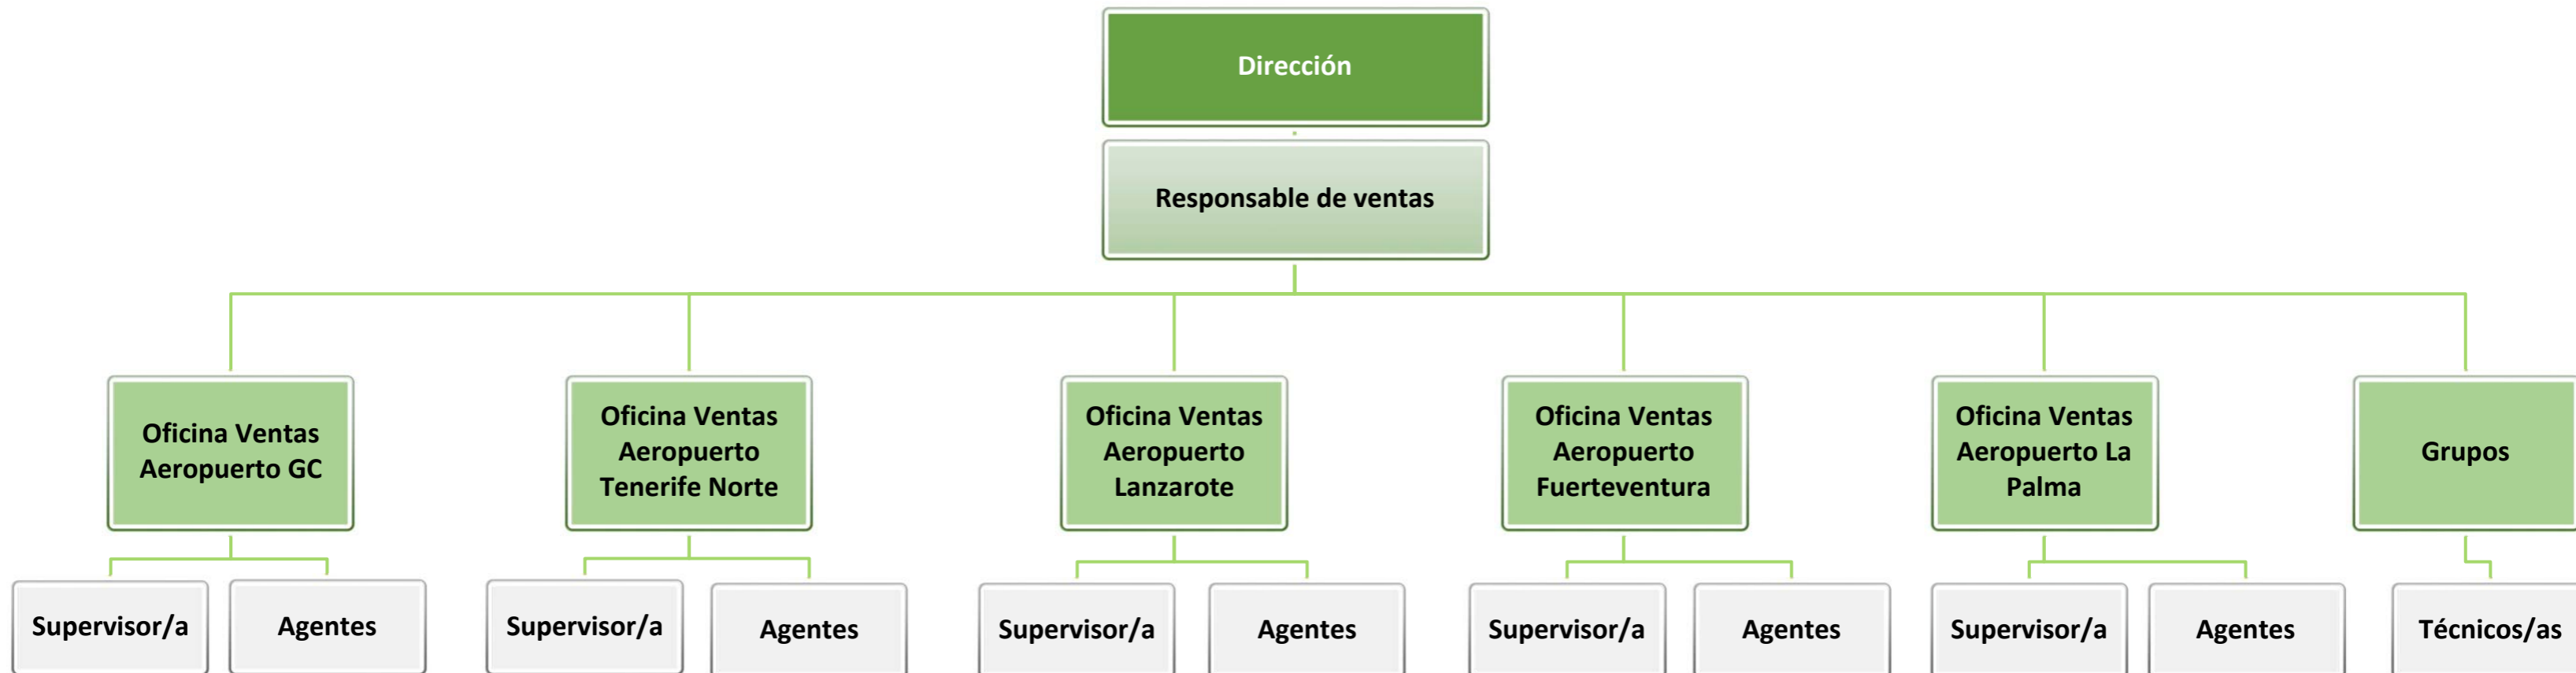 Dirección
Responsable de ventas
Oficina Ventas
Aeropuerto GC
Oficina Ventas
Aeropuerto
Tenerife Norte
Oficina Ventas
Aeropuerto
Lanzarote
Oficina Ventas
Aeropuerto
Fuerteventura
Oficina Ventas
Aeropuerto La
Palma
Grupos
Supervisor/a
Agentes
Supervisor/a
Agentes
Supervisor/a
Agentes
Supervisor/a
Agentes
Supervisor/a
Agentes
Técnicos/as